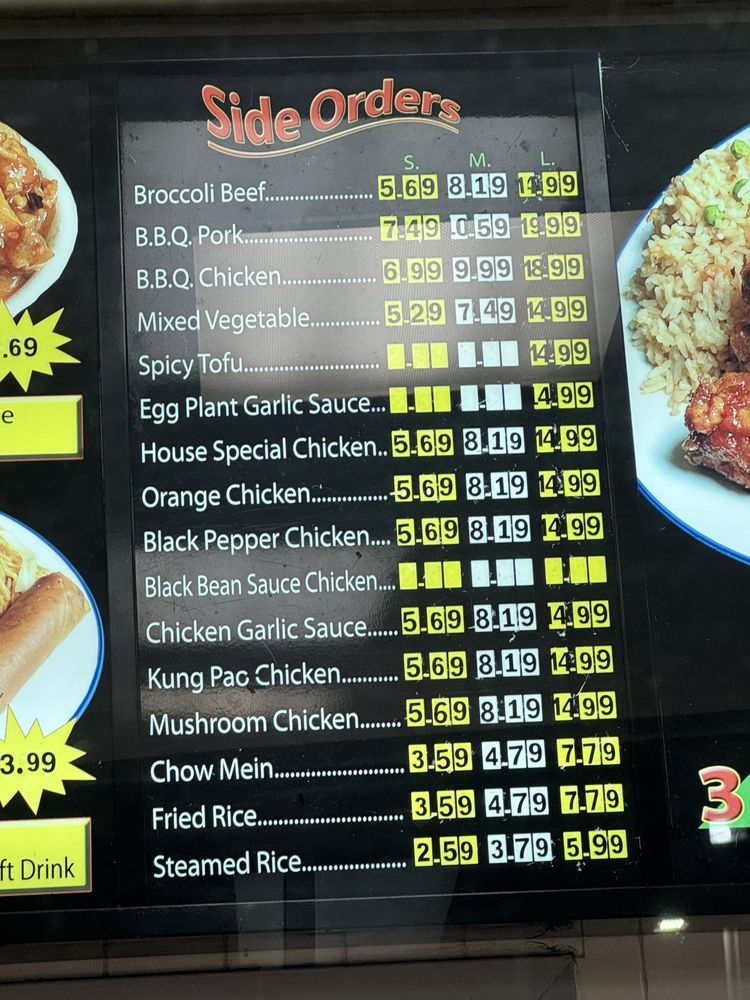 Side Orders
S. M. L.
Broccoli Beef..................... 5.69 8.19 14.99
B.B.Q. Pork......................... 7.49 .59 19.99
B.B.Q. Chicken................... 6.99 9.99 18.99
Mixed Vegetable.............. 5.29 7.49 14.99
Spicy Tofu........................... 14.99
Egg Plant Garlic Sauce... 4.99
House Special Chicken.. 5.69 8.19 14.99
Orange Chicken............... 5.69 8.19 14.99
Black Pepper Chicken.... 5.69 8.19 14.99
Black Bean Sauce Chicken....
Chicken Garlic Sauce...... 5.69 8.19 4.99
Kung Pao Chicken........... 5.69 8.19 14.99
Mushroom Chicken........ 5.69 8.19 14.99
Chow Mein.......................... 3.59 4.79 7.79
Fried Rice............................. 3.59 4.79 7.79
Steamed Rice..................... 2.59 3.79 5.99
.69
e
3.99
ft Drink
3